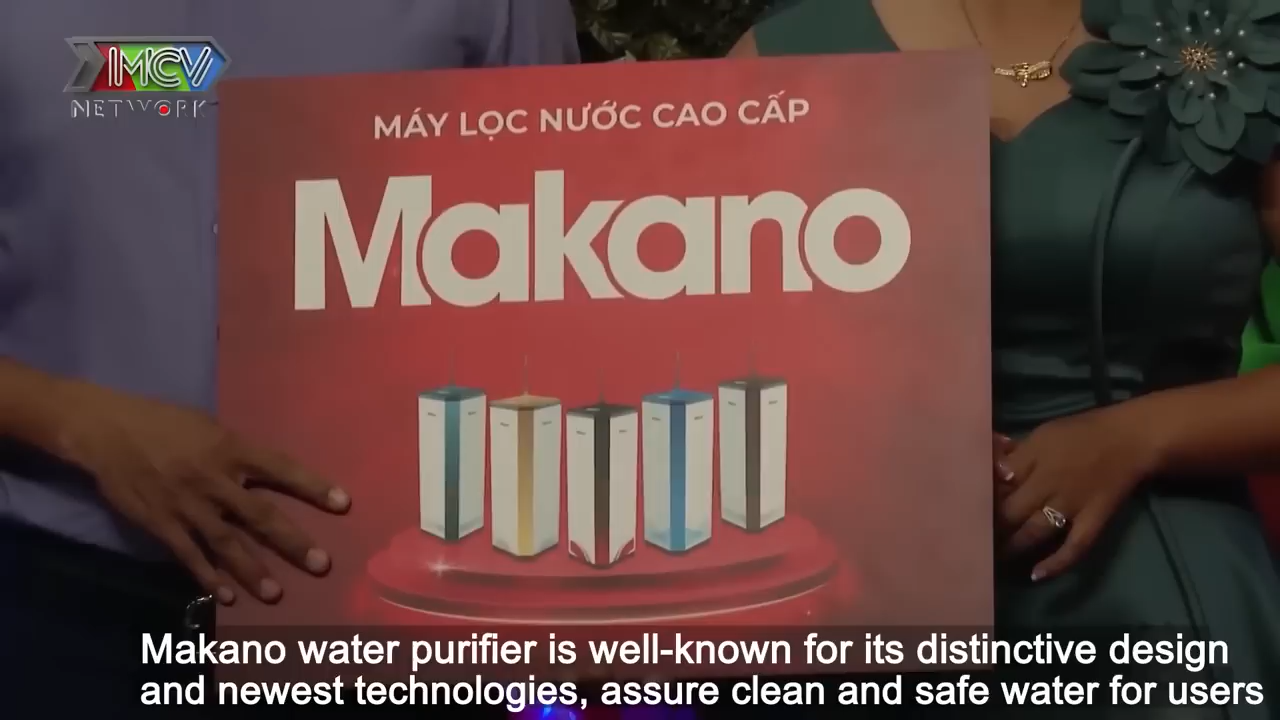 MCV
NETWORK
MÁY LỌC NƯỚC CAO CẤP
Makano
Makano water purifier is well-known for its distinctive design
and newest technologies, assure clean and safe water for users